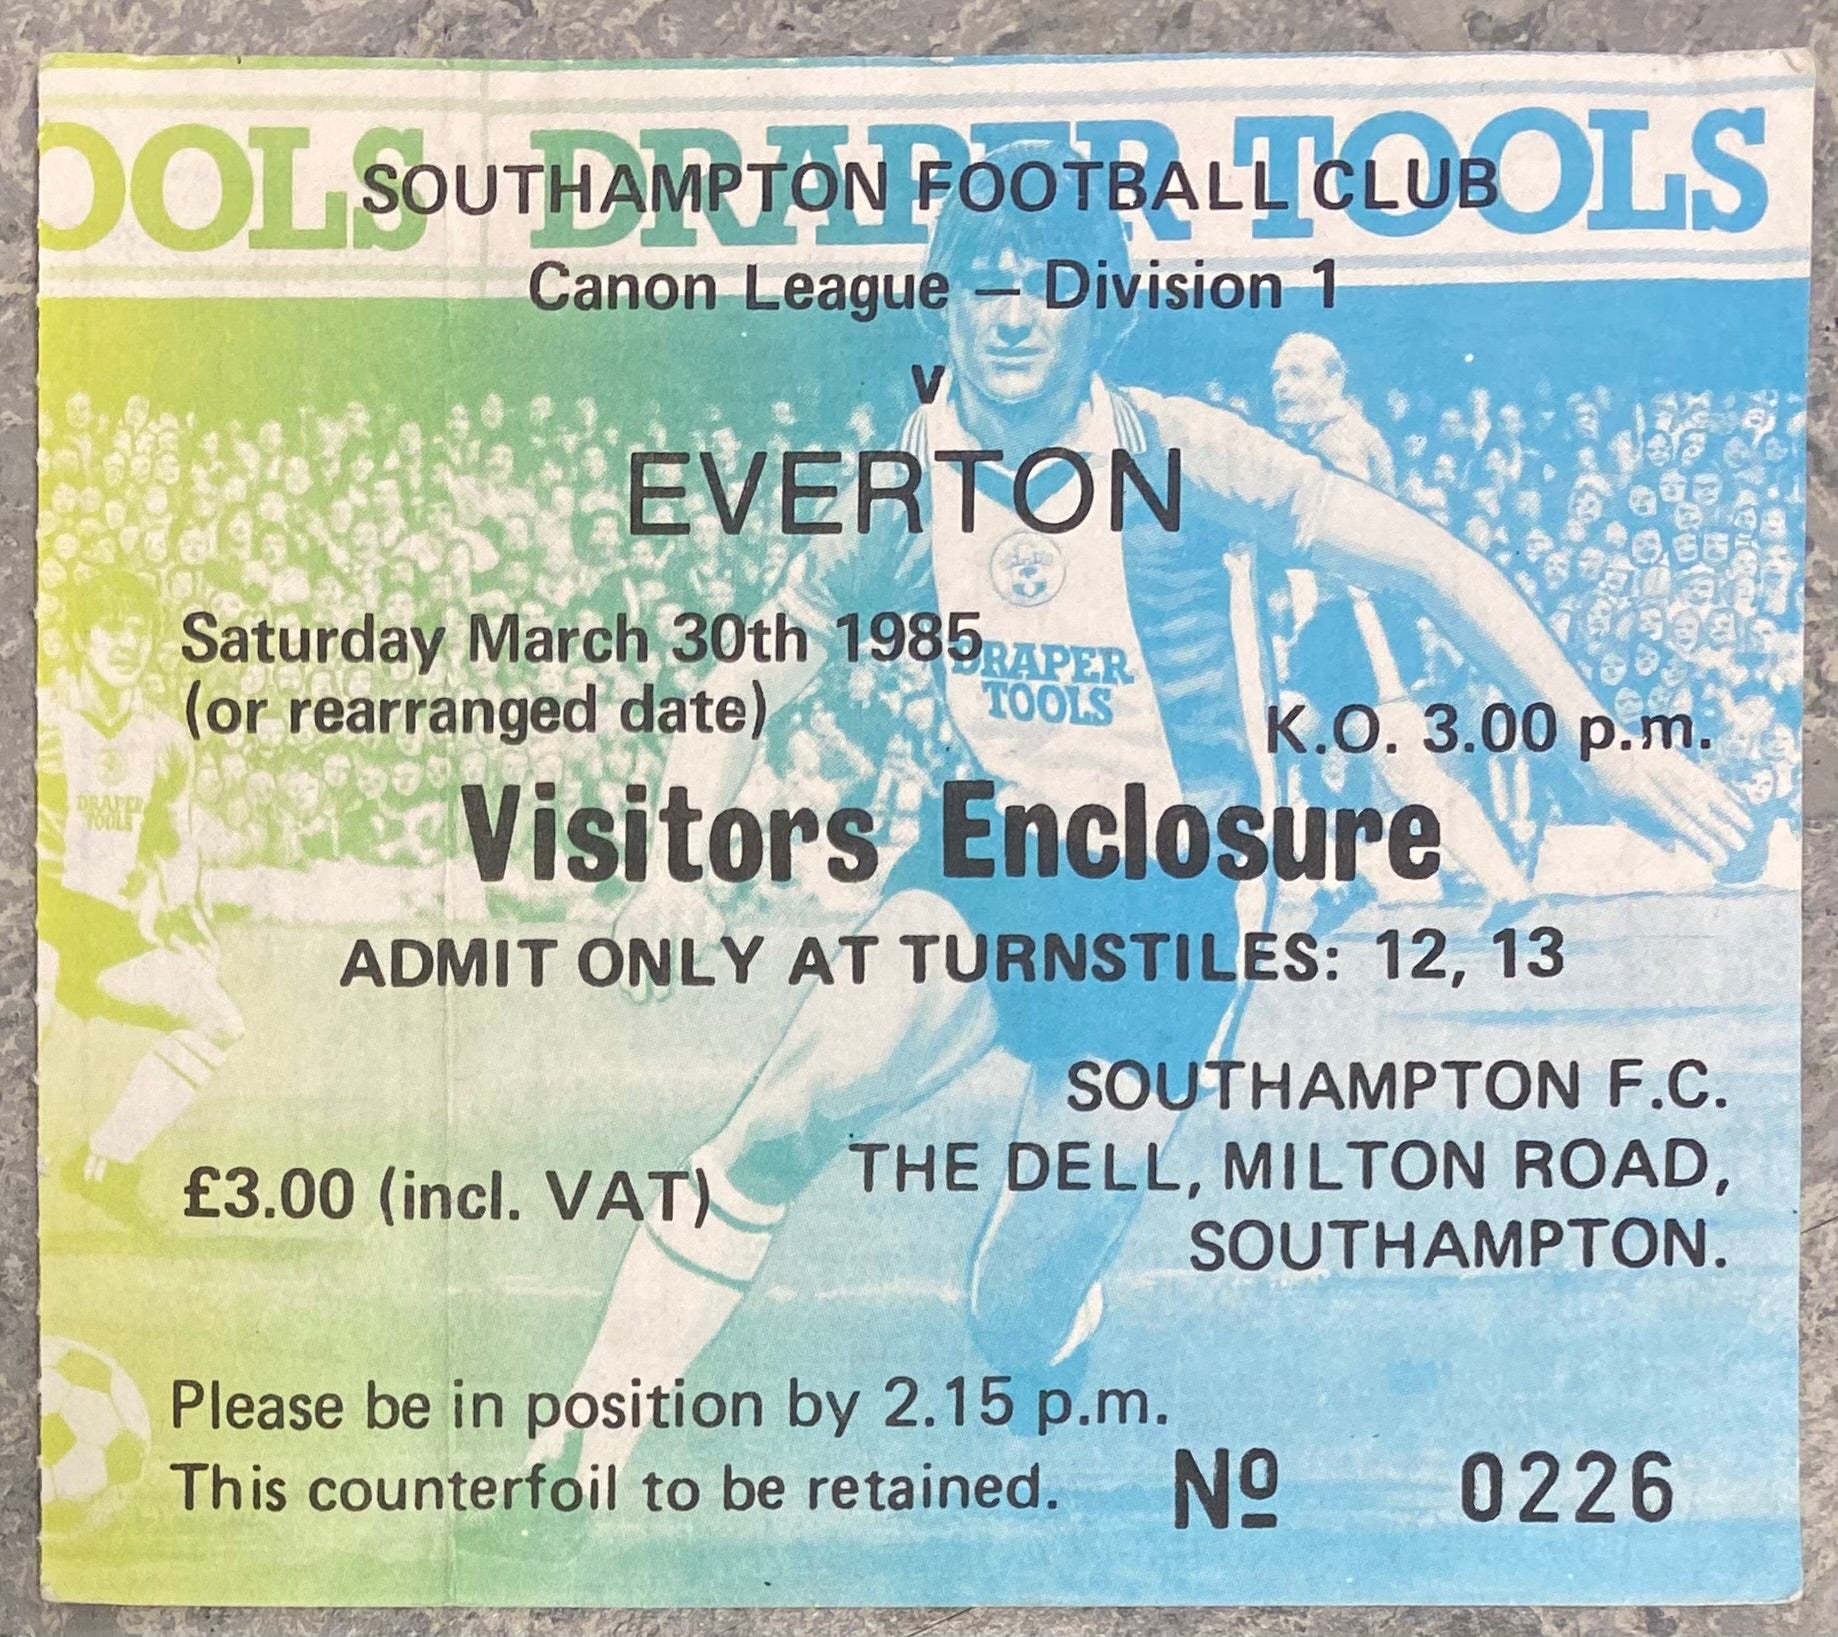 OOLS DRAPER TOOLS
SOUTHAMPTON FOOTBALL CLUB
Canon League — Division 1
v
EVERTON
Saturday March 30th 1985
(or rearranged date)
DRAPER
TOOLS
K.O. 3.00 p.m.
DRAPER
TOOLS
Visitors Enclosure
ADMIT ONLY AT TURNSTILES: 12, 13
SOUTHAMPTON F.C.
THE DELL, MILTON ROAD,
SOUTHAMPTON.
£3.00 (incl. VAT)
Please be in position by 2.15 p.m.
This counterfoil to be retained.
Nº 0226